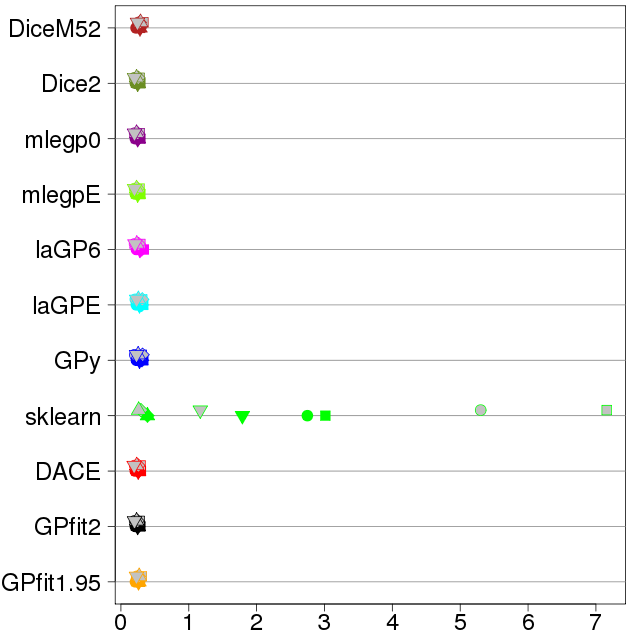 DiceM52
Dice2
mlegp0
mlegpE
laGP6
laGPE
GPy
sklearn
DACE
GPfit2
GPfit1.95
0 1 2 3 4 5 6 7